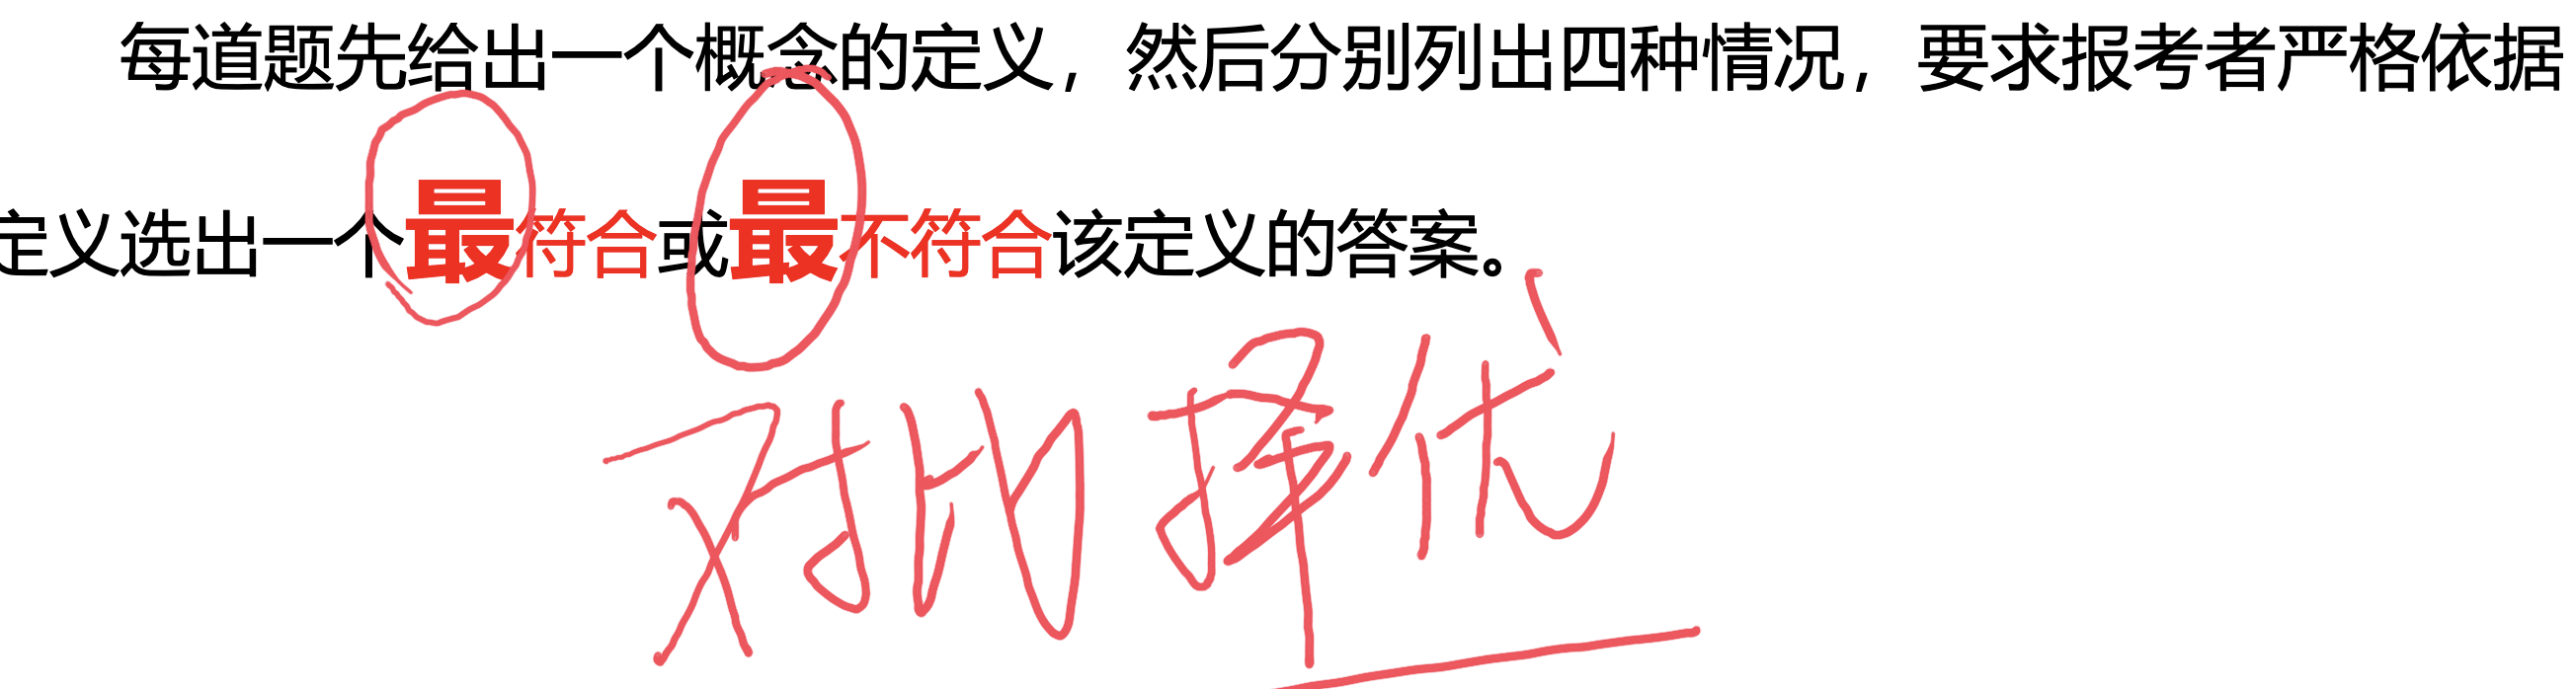 每道题先给出一个概念的定义，然后分别列出四种情况，要求报考者严格依据
定义选出一个最符合或最不符合该定义的答案。
对比择优